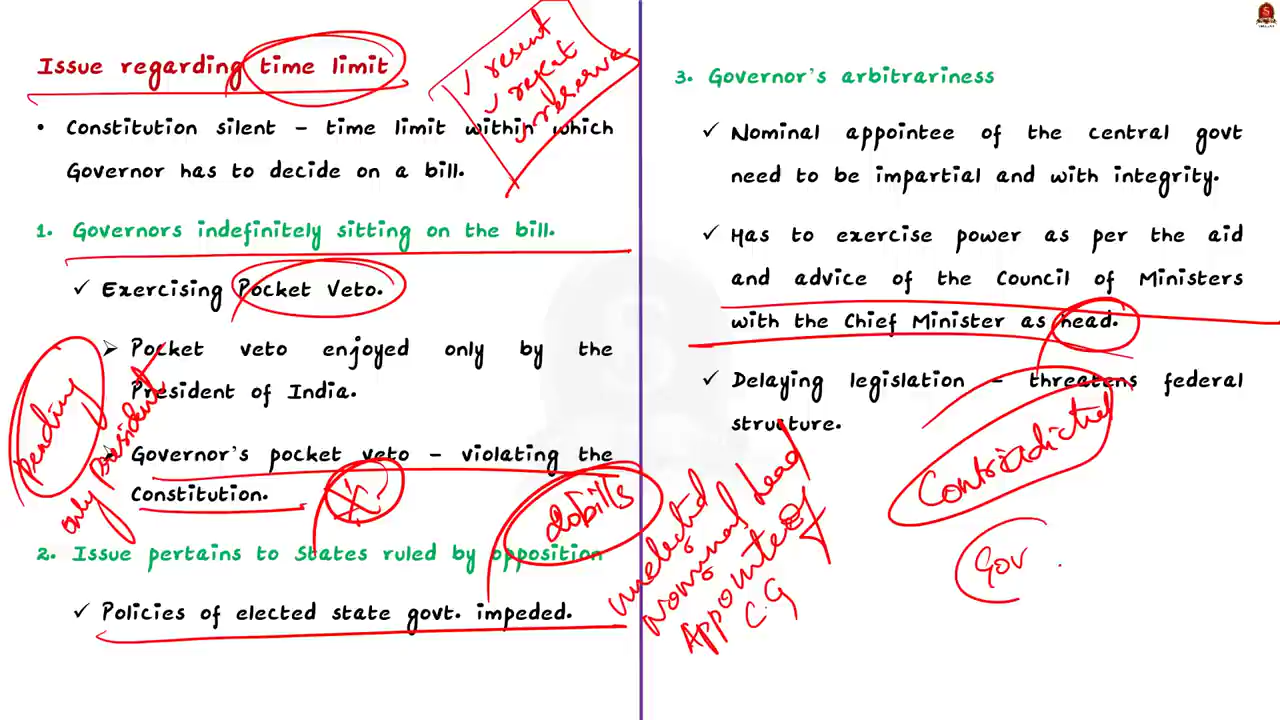 Issue regarding time limit
• Constitution silent – time limit within which
Governor has to decide on a bill.
1. Governors indefinitely sitting on the bill.
✓ Exercising Pocket Veto.
➢ Pocket veto enjoyed only by the
President of India.
➢ Governor's pocket veto – violating the
Constitution.
2. Issue pertains to States ruled by opposition
✓ Policies of elected state govt. impeded.
✓ reject
✓ reserve
pending
only president
unelected
Nominal head
Appointee of
C.G
3. Governor's arbitrariness
✓ Nominal appointee of the central govt
need to be impartial and with integrity.
✓ Has to exercise power as per the aid
and advice of the Council of Ministers
with the Chief Minister as head.
✓ Delaying legislation – threatens federal
structure.
Gov